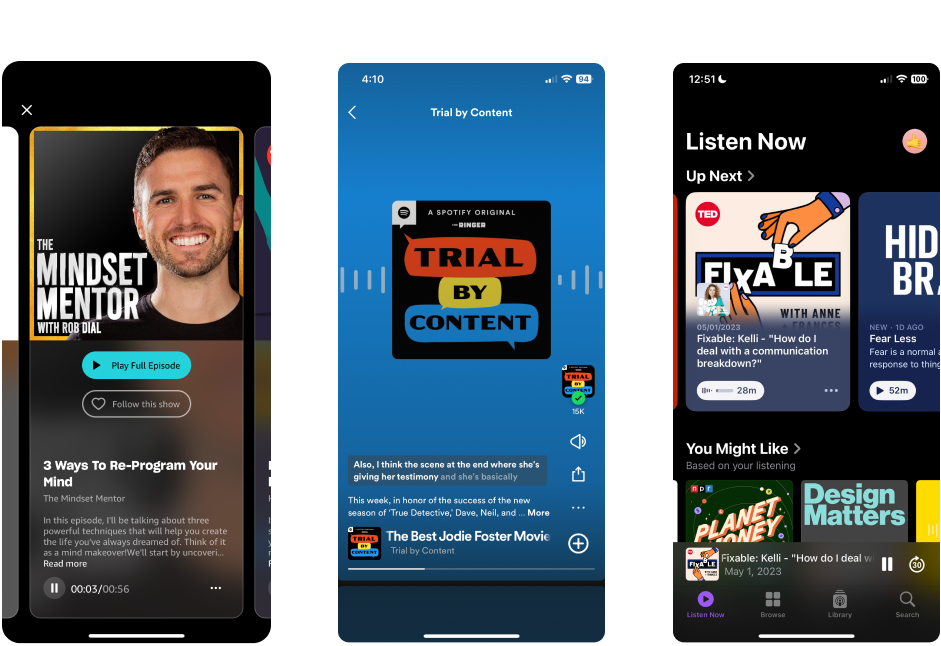 THE
MINDSET
MENTOR
WITH ROB DIAL
Play Full Episode
Follow this show
3 Ways To Re-Program Your
Mind
The Mindset Mentor
In this episode, I'll be talking about three
powerful techniques that will help you create
the life you've always dreamed of. Think of it
as a mind makeover!We'll start by uncoveri...
Read more
00:03/00:56
4:10
94
Trial by Content
A SPOTIFY ORIGINAL
THE RINGER
TRIAL
BY
CONTENT
TRIAL
BY
CONTENT
15K
Also, I think the scene at the end where she's
giving her testimony and she's basically
This week, in honor of the success of the new
season of 'True Detective,' Dave, Neil, and ... More
TRIAL
BY
CONTENT
The Best Jodie Foster Movie
Trial by Content
12:51
100
Listen Now
Up Next
TED
FIXABLE
WITH ANNE
FRANCES
05/01/2023
Fixable: Kelli - "How do I
deal with a communication
breakdown?"
28m
HID
BRA
NEW · 1D AGO
Fear Less
Fear is a normal a
response to thing
52m
You Might Like
Based on your listening
npr
PLANET
MONEY
Design
Matters
FIXABLE
Fixable: Kelli - "How do I deal w
May 1, 2023
30
Listen Now
Browse
Library
Search